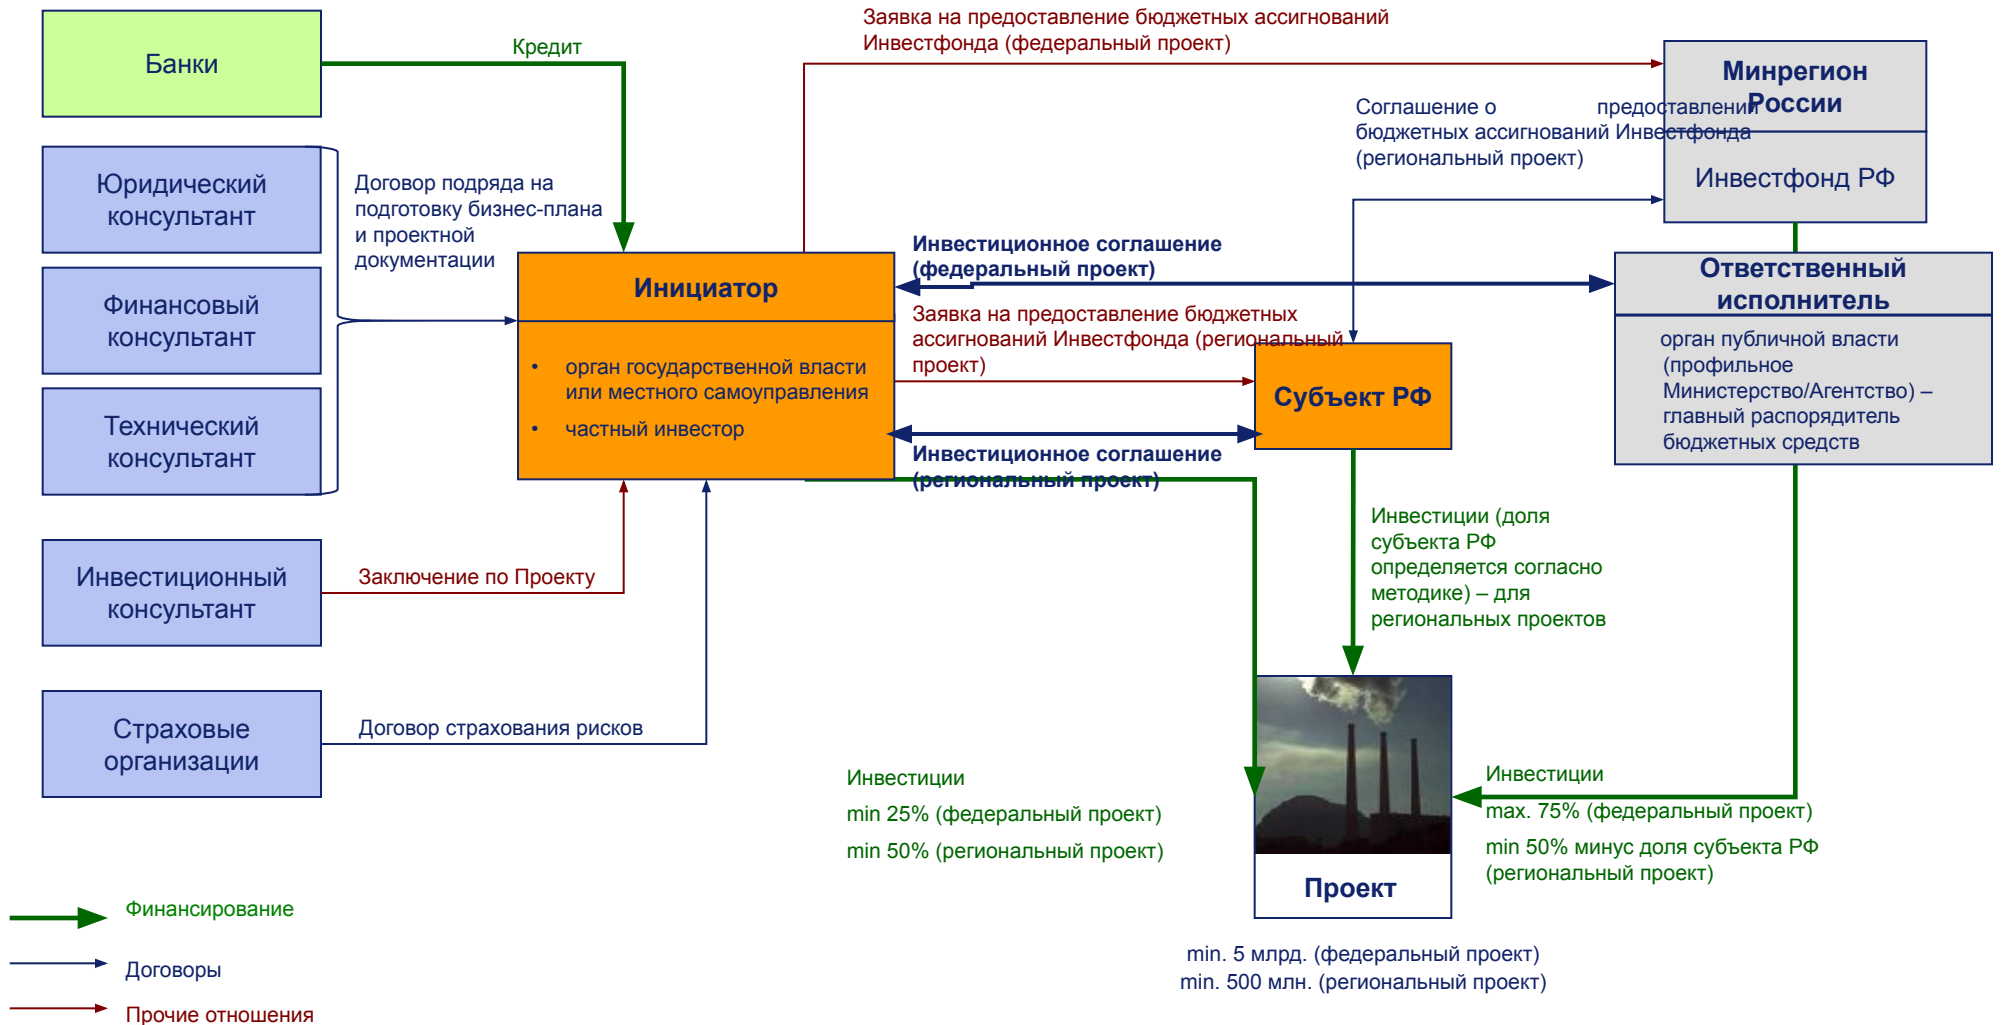 Заявка на предоставление бюджетных ассигнований
Инвестфонда (федеральный проект)
Банки
Кредит
Минрегион
России
Соглашение о предоставлении
бюджетных ассигнований Инвестфонда
(региональный проект)
Инвестфонд РФ
Юридический
консультант
Договор подряда на
подготовку бизнес-плана
и проектной
документации
Финансовый
консультант
Технический
консультант
Инициатор
• орган государственной власти
или местного самоуправления
• частный инвестор
Инвестиционное соглашение
(федеральный проект)
Заявка на предоставление бюджетных
ассигнований Инвестфонда (региональный
проект)
Субъект РФ
Инвестиционное соглашение
(региональный проект)
Ответственный
исполнитель
орган публичной власти
(профильное
Министерство/Агентство) –
главный распорядитель
бюджетных средств
Инвестиции (доля
субъекта РФ
определяется согласно
методике) – для
региональных проектов
Инвестиционный
консультант
Заключение по Проекту
Страховые
организации
Договор страхования рисков
Инвестиции
min 25% (федеральный проект)
min 50% (региональный проект)
Инвестиции
max. 75% (федеральный проект)
min 50% минус доля субъекта РФ
(региональный проект)
Проект
min. 5 млрд. (федеральный проект)
min. 500 млн. (региональный проект)
Финансирование
Договоры
Прочие отношения